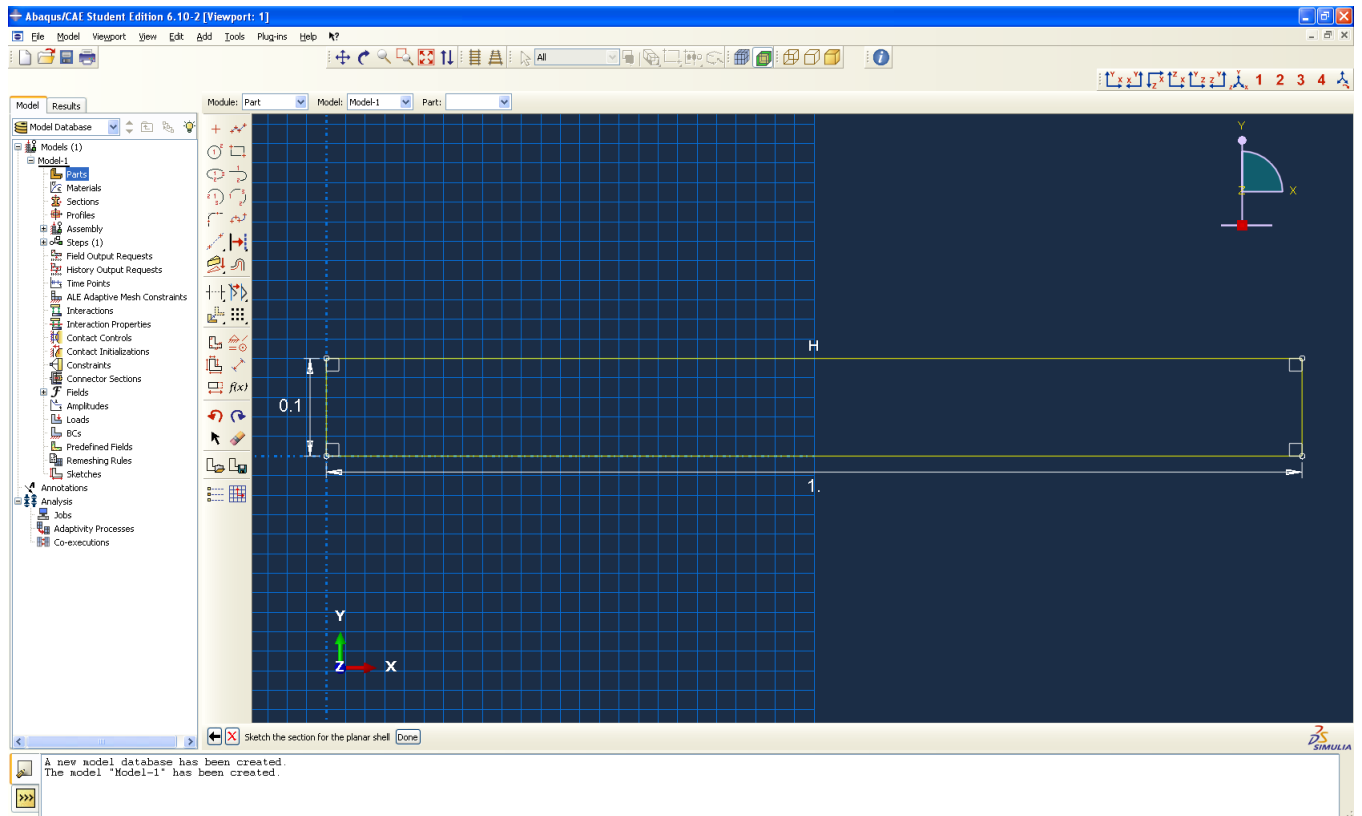 Abaqus/CAE Student Edition 6.10-2 [Viewport: 1]
File Model Viewport View Edit Add Tools Plug-ins Help
All
1 2 3 4
Model Results
Module: Part Model: Model-1 Part:
Model Database
Models (1)
Model-1
Parts
Materials
Sections
Profiles
Assembly
Steps (1)
Field Output Requests
History Output Requests
Time Points
ALE Adaptive Mesh Constraints
Interactions
Interaction Properties
Contact Controls
Contact Initializations
Constraints
Connector Sections
Fields
Amplitudes
Loads
BCs
Predefined Fields
Remeshing Rules
Sketches
Annotations
Analysis
Jobs
Adaptivity Processes
Co-executions
f(x)
Y
Z X
H
0.1
1.
Y
Z X
Sketch the section for the planar shell Done
SIMULIA
A new model database has been created.
The model "Model-1" has been created.
>>>